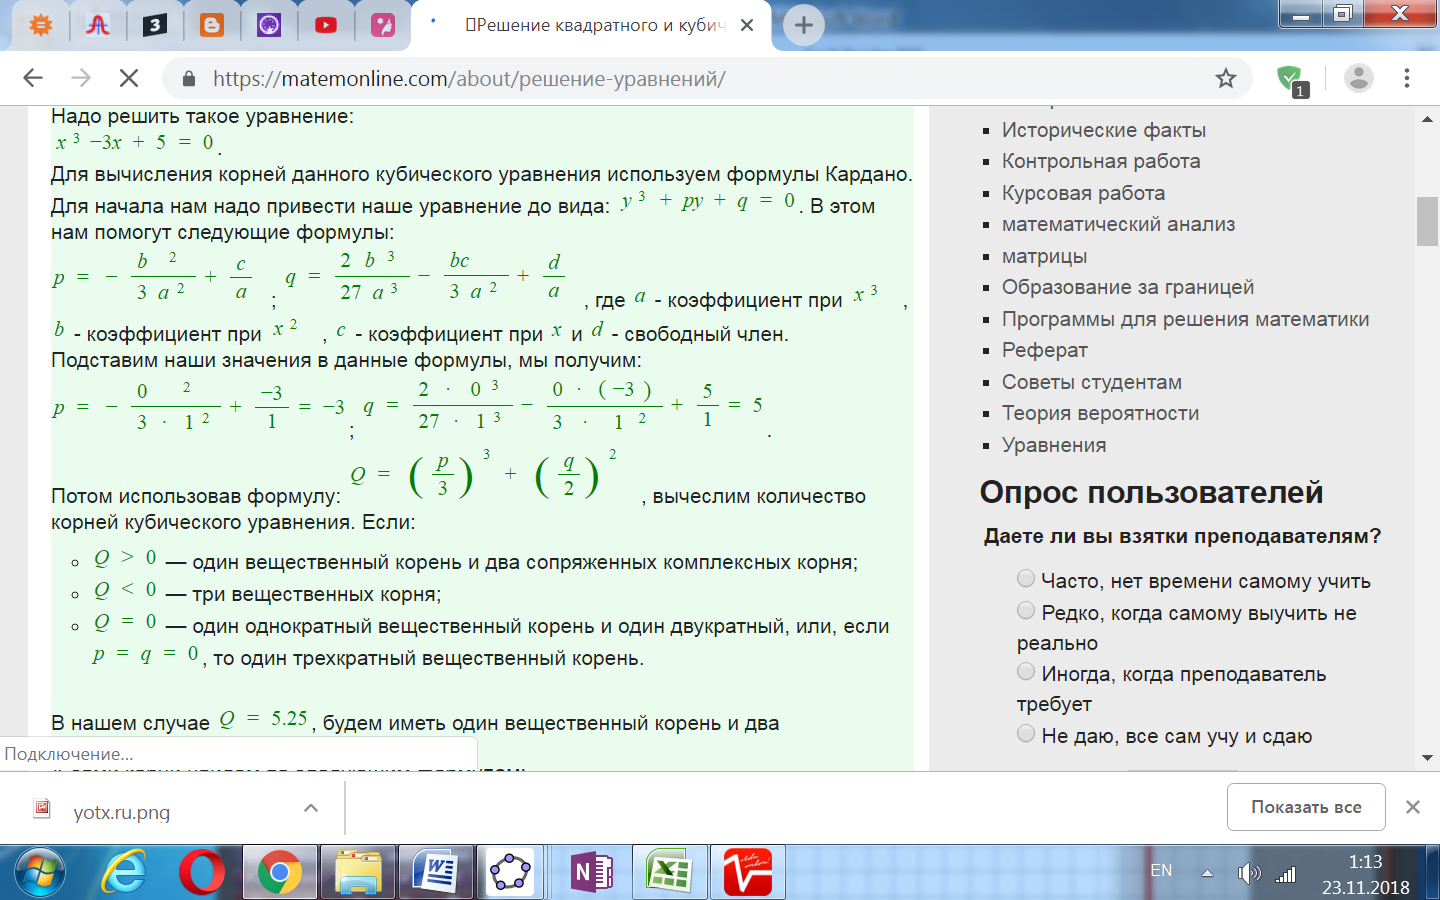 Решение квадратного и кубич
https://matemonline.com/about/решение-уравнений/
1
Надо решить такое уравнение:
x³ −3x + 5 = 0.
Для вычисления корней данного кубического уравнения используем формулы Кардано.
Для начала нам надо привести наше уравнение до вида: y³ + py + q = 0. В этом
нам помогут следующие формулы:
p = − b²/3a² + c/a ; q = 2b³/27a³ − bc/3a² + d/a , где a - коэффициент при x³ ,
b - коэффициент при x² , c - коэффициент при x и d - свободный член.
Подставим наши значения в данные формулы, мы получим:
p = − 0²/3·1² + −3/1 = −3 ; q = 2·0³/27·1³ − 0·(−3)/3·1² + 5/1 = 5 .
Потом использовав формулу: Q = (p/3)³ + (q/2)² , вычеслим количество
корней кубического уравнения. Если:
Q > 0 — один вещественный корень и два сопряженных комплексных корня;
Q < 0 — три вещественных корня;
Q = 0 — один однократный вещественный корень и один двукратный, или, если
p = q = 0, то один трехкратный вещественный корень.
В нашем случае Q = 5.25, будем иметь один вещественный корень и два
Подключение...
Исторические факты
Контрольная работа
Курсовая работа
математический анализ
матрицы
Образование за границей
Программы для решения математики
Реферат
Советы студентам
Теория вероятности
Уравнения
Опрос пользователей
Даете ли вы взятки преподавателям?
Часто, нет времени самому учить
Редко, когда самому выучить не
реально
Иногда, когда преподаватель
требует
Не даю, все сам учу и сдаю
yotx.ru.png
Показать все
EN
1:13
23.11.2018